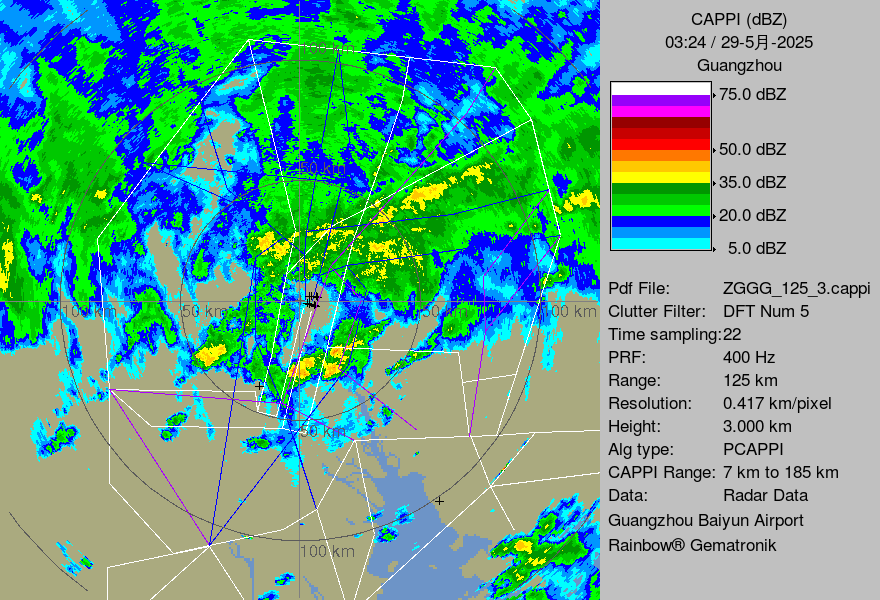 CAPPI (dBZ)
03:24 / 29-5月-2025
Guangzhou
75.0 dBZ
50.0 dBZ
35.0 dBZ
20.0 dBZ
5.0 dBZ
Pdf File: ZGGG_125_3.cappi
Clutter Filter: DFT Num 5
Time sampling:22
PRF: 400 Hz
Range: 125 km
Resolution: 0.417 km/pixel
Height: 3.000 km
Alg type: PCAPPI
CAPPI Range: 7 km to 185 km
Data: Radar Data
Guangzhou Baiyun Airport
Rainbow® Gematronik
100 km
50 km
100 km
50 km
50 km
100 km
50 km
100 km